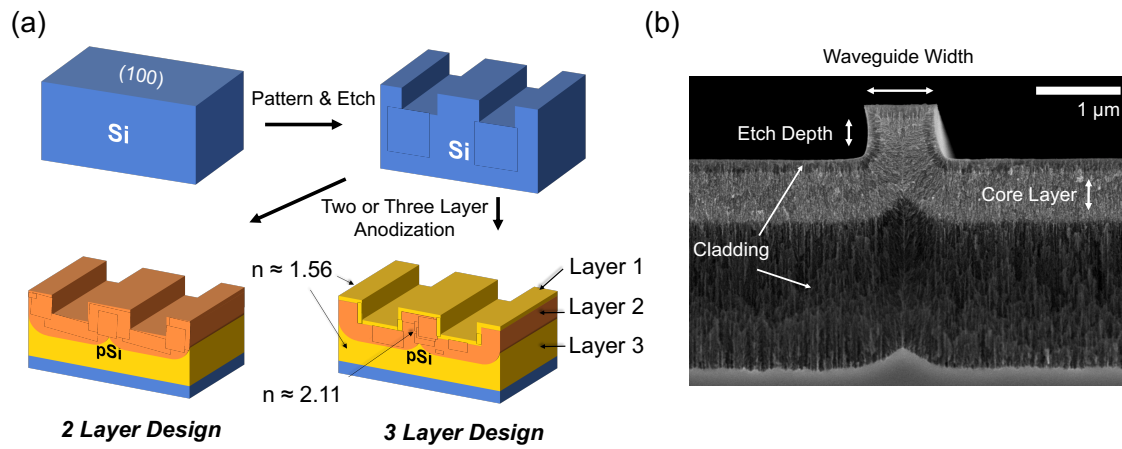 (a)
(100)
Si
Pattern & Etch
Si
Two or Three Layer
Anodization
n ≈ 1.56
Layer 1
Layer 2
Layer 3
pSi
pSi
n ≈ 2.11
2 Layer Design
3 Layer Design
(b)
Waveguide Width
1 μm
Etch Depth
Core Layer
Cladding